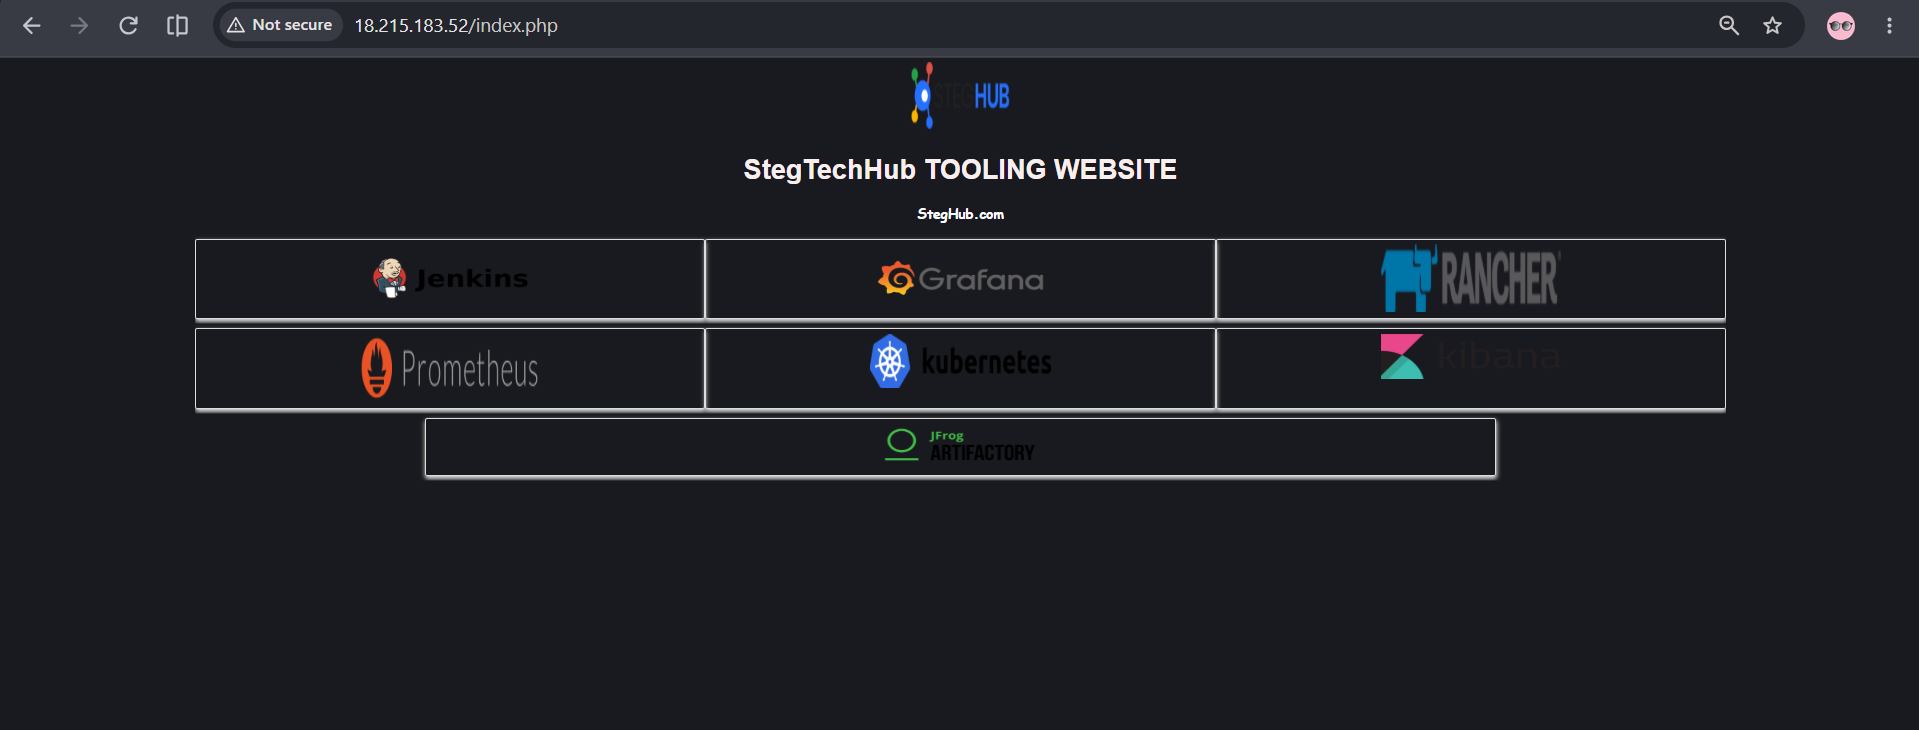 Not secure 18.215.183.52/index.php
STEGHUB
StegTechHub TOOLING WEBSITE
StegHub.com
Jenkins Grafana RANCHER
Prometheus kubernetes kibana
JFrog
ARTIFACTORY